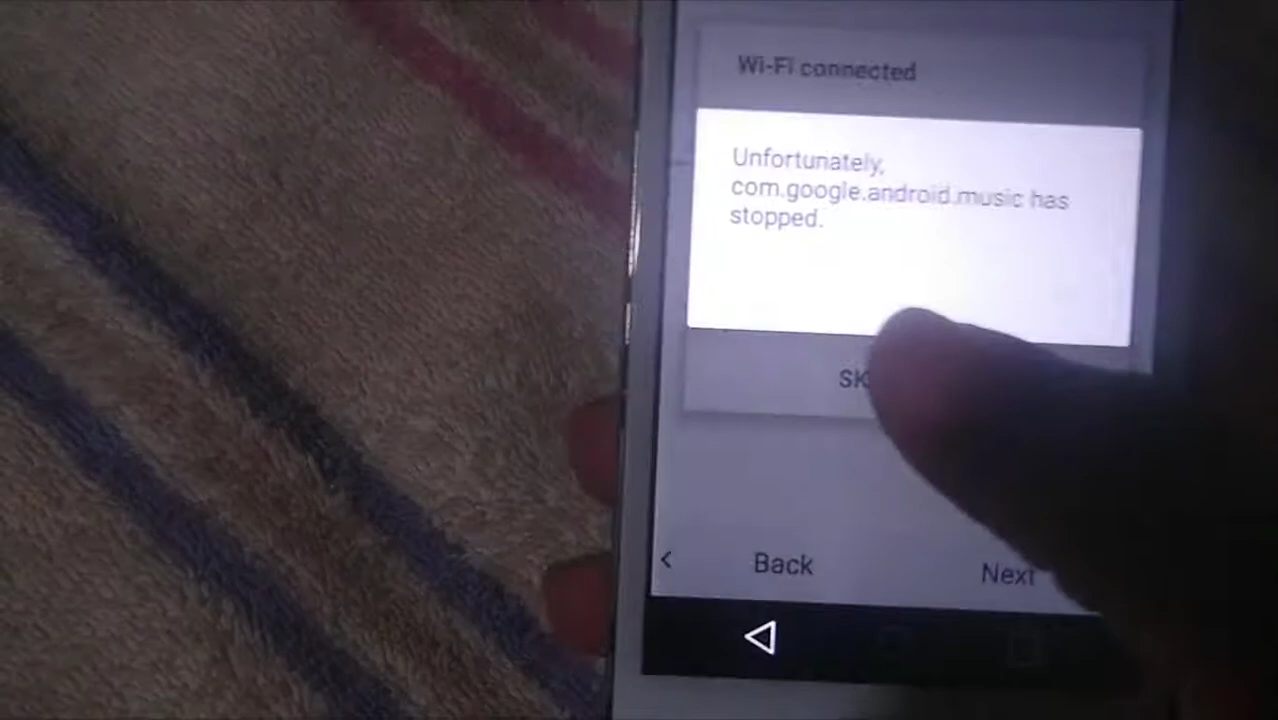 Wi-Fi connected
Unfortunately,
com.google.android.music has
stopped.
Back
Next